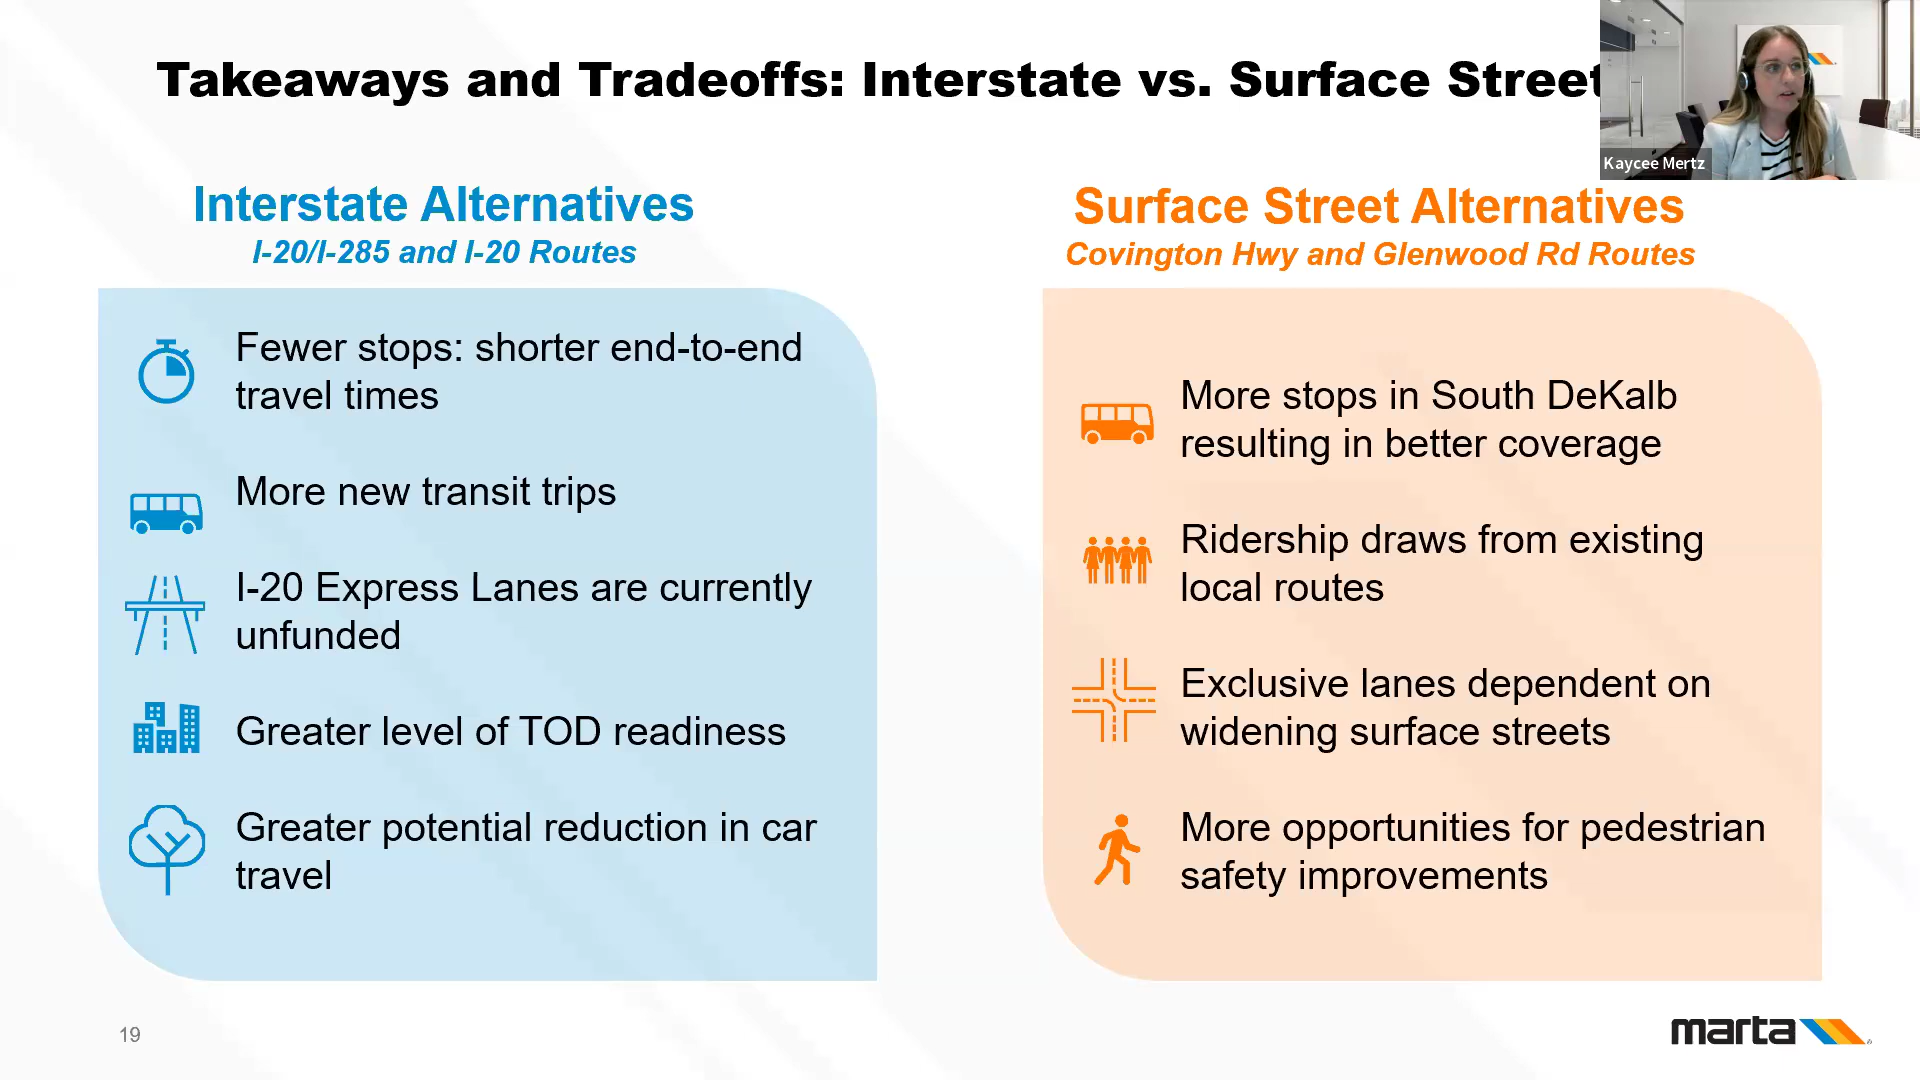 Takeaways and Tradeoffs: Interstate vs. Surface Street
Kaycee Mertz
Interstate Alternatives
I-20/I-285 and I-20 Routes
Fewer stops: shorter end-to-end
travel times
More new transit trips
I-20 Express Lanes are currently
unfunded
Greater level of TOD readiness
Greater potential reduction in car
travel
Surface Street Alternatives
Covington Hwy and Glenwood Rd Routes
More stops in South DeKalb
resulting in better coverage
Ridership draws from existing
local routes
Exclusive lanes dependent on
widening surface streets
More opportunities for pedestrian
safety improvements
19
marta